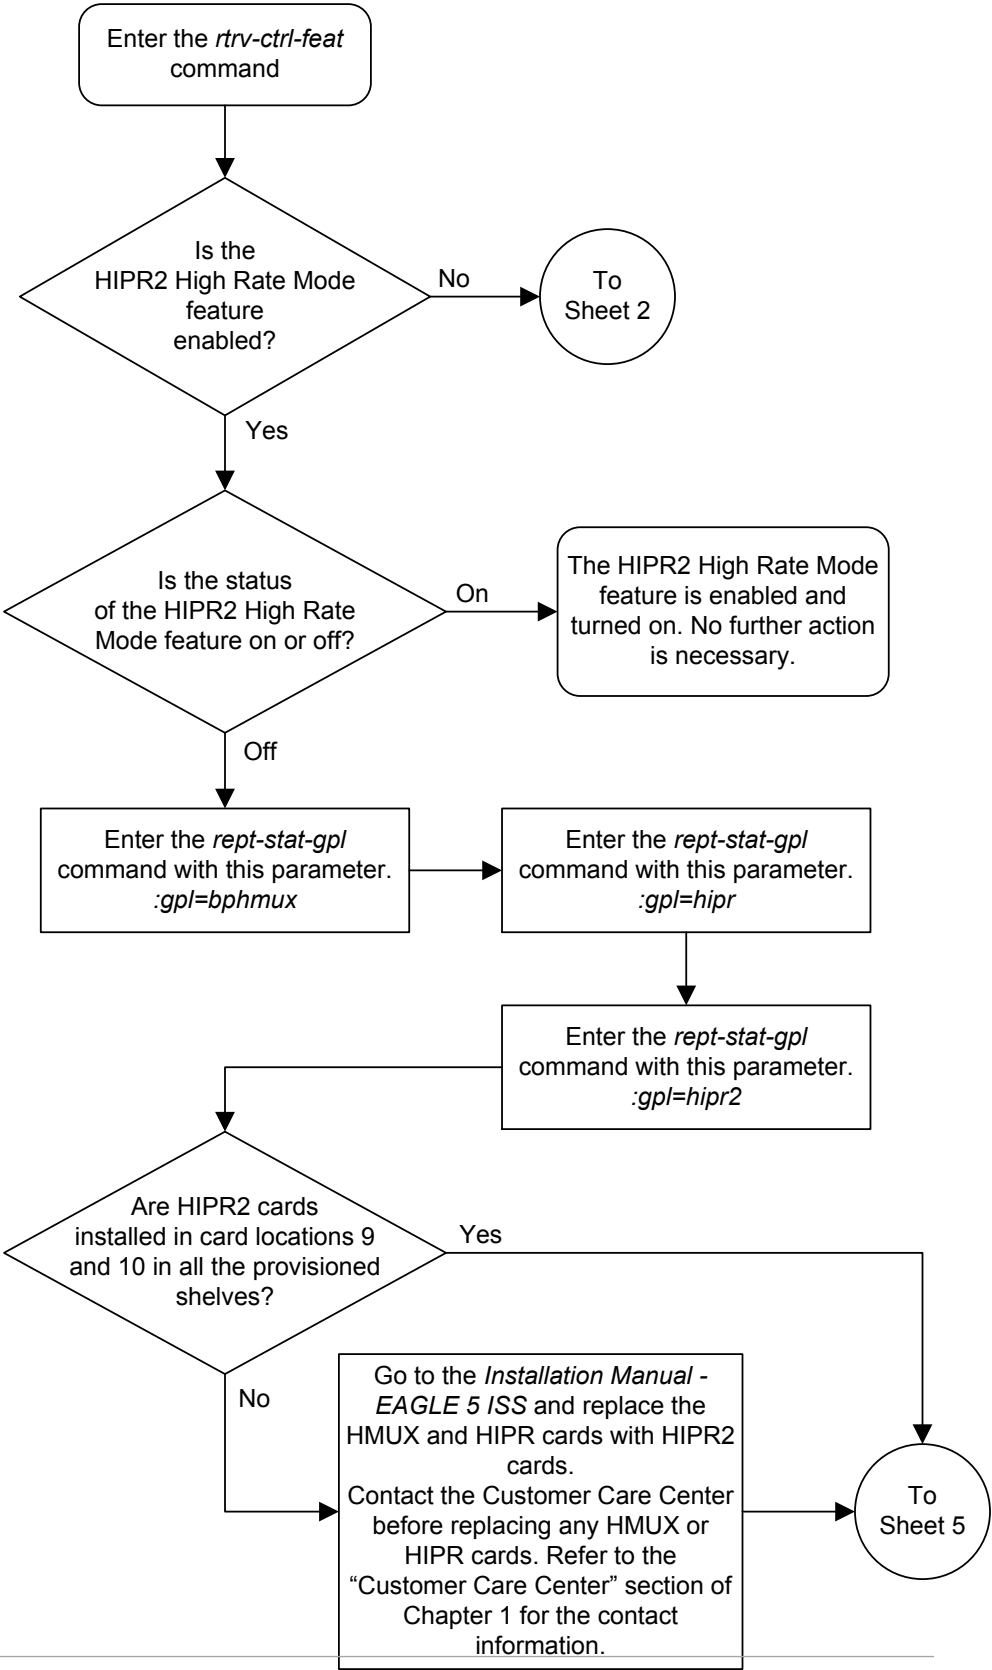 Enter the rtrv-ctrl-feat
command
Is the
HIPR2 High Rate Mode
feature
enabled?
No
To
Sheet 2
Yes
Is the status
of the HIPR2 High Rate
Mode feature on or off?
On
The HIPR2 High Rate Mode
feature is enabled and
turned on. No further action
is necessary.
Off
Enter the rept-stat-gpl
command with this parameter.
:gpl=bphmux
Enter the rept-stat-gpl
command with this parameter.
:gpl=hipr
Enter the rept-stat-gpl
command with this parameter.
:gpl=hipr2
Are HIPR2 cards
installed in card locations 9
and 10 in all the provisioned
shelves?
Yes
No
Go to the Installation Manual -
EAGLE 5 ISS and replace the
HMUX and HIPR cards with HIPR2
cards.
Contact the Customer Care Center
before replacing any HMUX or
HIPR cards. Refer to the
“Customer Care Center” section of
Chapter 1 for the contact
information.
To
Sheet 5